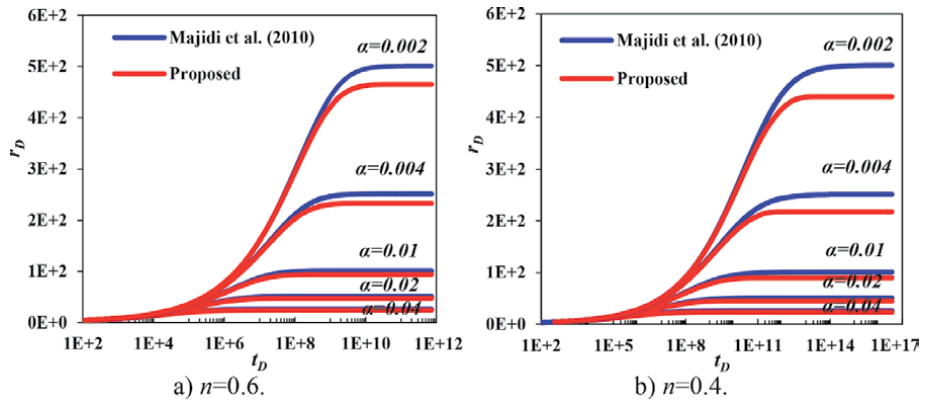 6E+2
5E+2
4E+2
3E+2
2E+2
1E+2
0E+0
r_D
Majidi et al. (2010)
Proposed
α=0.002
α=0.004
α=0.01
α=0.02
α=0.04
1E+2 1E+4 1E+6 1E+8 1E+10 1E+12
t_D
a) n=0.6.
6E+2
5E+2
4E+2
3E+2
2E+2
1E+2
0E+0
r_D
Majidi et al. (2010)
Proposed
α=0.002
α=0.004
α=0.01
α=0.02
α=0.04
1E+2 1E+5 1E+8 1E+11 1E+14 1E+17
t_D
b) n=0.4.